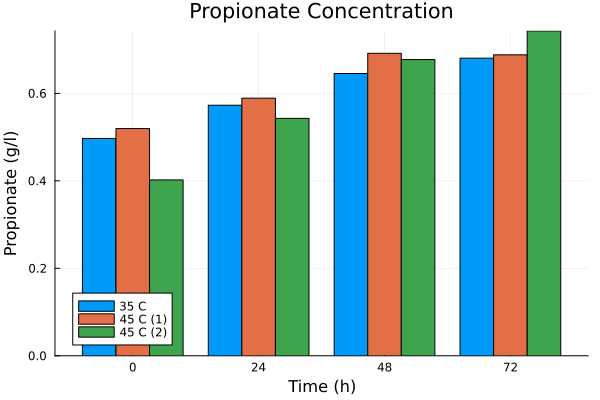 Propionate Concentration
Propionate (g/l)
0.6
0.4
0.2
0.0
35 C
45 C (1)
45 C (2)
0 24 48 72
Time (h)